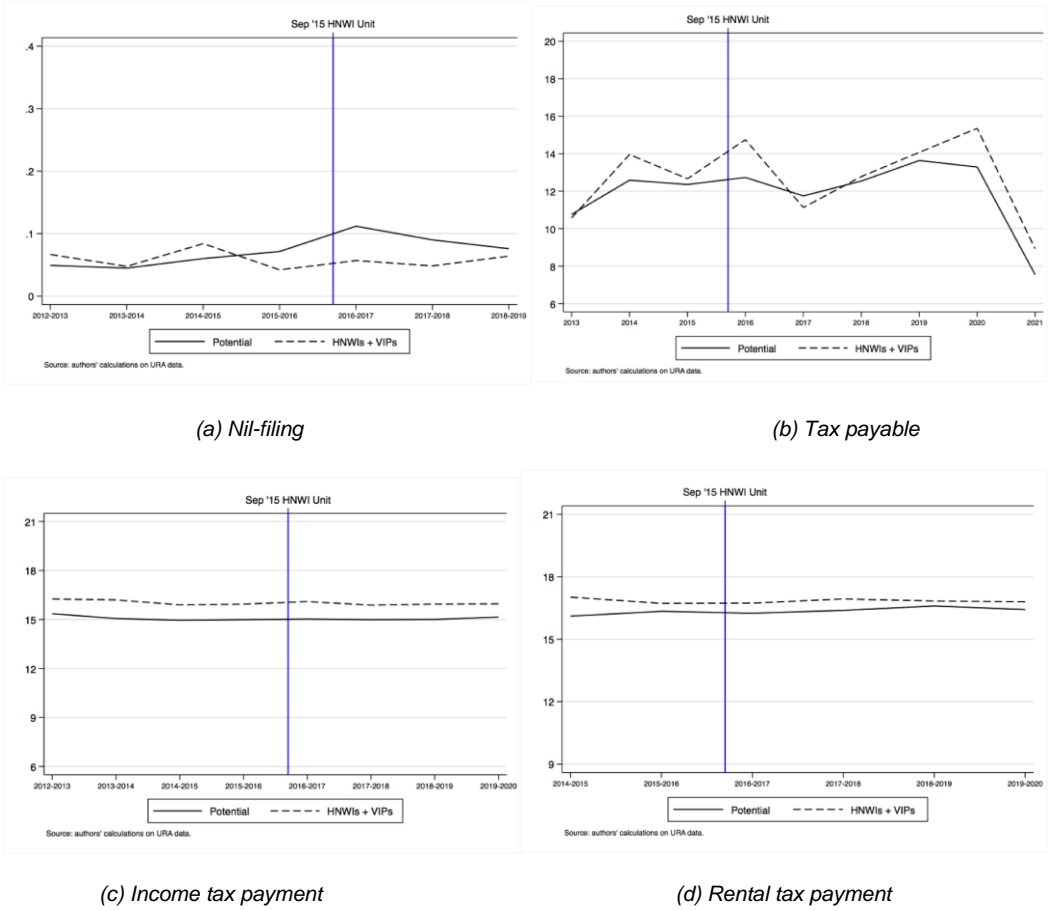 Sep '15 HNWI Unit
.4
.3
.2
.1
0
2012-2013 2013-2014 2014-2015 2015-2016 2016-2017 2017-2018 2018-2019
Potential HNWIs + VIPs
Source: authors' calculations on URA data.
(a) Nil-filing
Sep '15 HNWI Unit
20
18
16
14
12
10
8
6
2013 2014 2015 2016 2017 2018 2019 2020 2021
Potential HNWIs + VIPs
Source: authors' calculations on URA data.
(b) Tax payable
Sep '15 HNWI Unit
21
18
15
12
9
6
2012-2013 2013-2014 2014-2015 2015-2016 2016-2017 2017-2018 2018-2019 2019-2020
Potential HNWIs + VIPs
Source: authors' calculations on URA data.
(c) Income tax payment
Sep '15 HNWI Unit
21
18
15
12
9
2014-2015 2015-2016 2016-2017 2017-2018 2018-2019 2019-2020
Potential HNWIs + VIPs
Source: authors' calculations on URA data.
(d) Rental tax payment